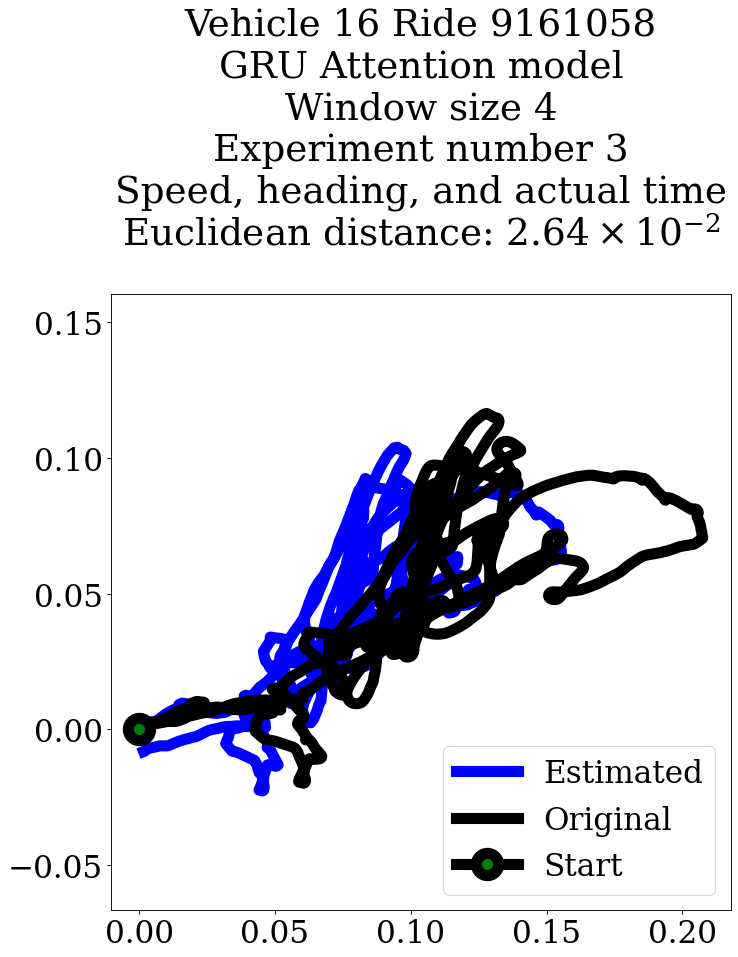 Vehicle 16 Ride 9161058
GRU Attention model
Window size 4
Experiment number 3
Speed, heading, and actual time
Euclidean distance: 2.64 × 10⁻²
0.15
0.10
0.05
0.00
−0.05
0.00 0.05 0.10 0.15 0.20
Estimated
Original
Start